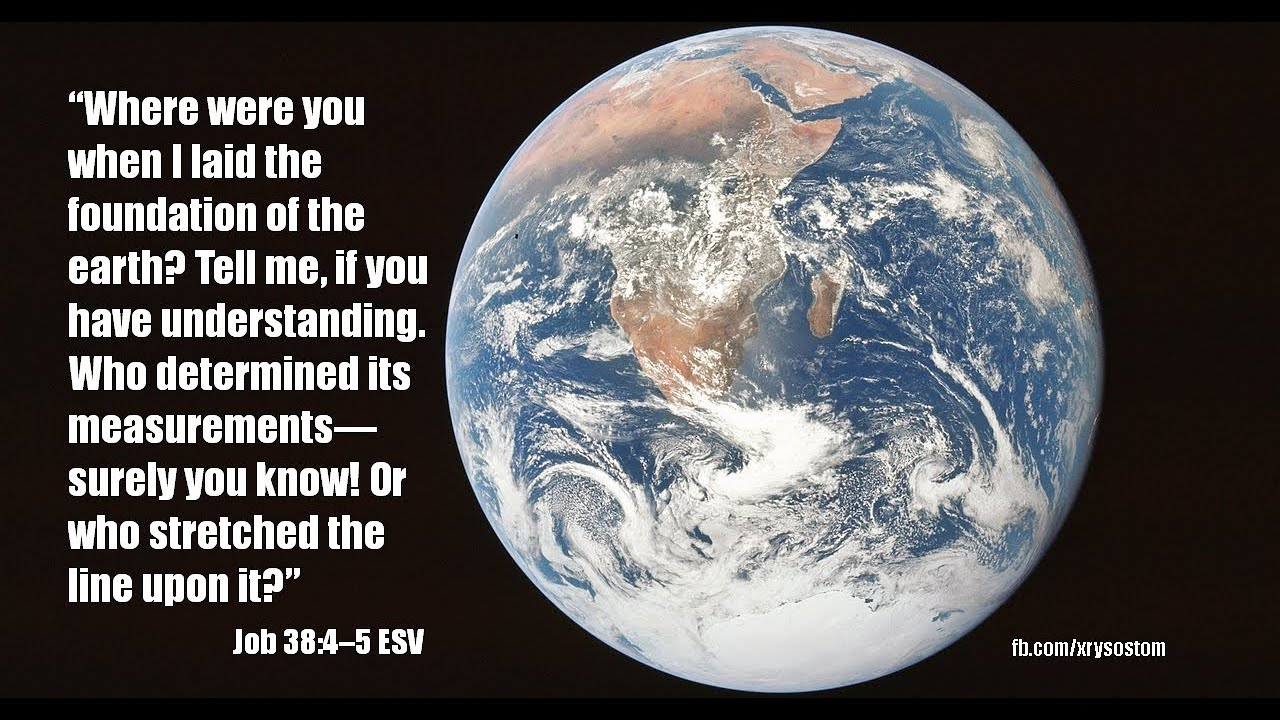 “Where were you
when I laid the
foundation of the
earth? Tell me, if you
have understanding.
Who determined its
measurements—
surely you know! Or
who stretched the
line upon it?”
Job 38:4–5 ESV
fb.com/xrysostom